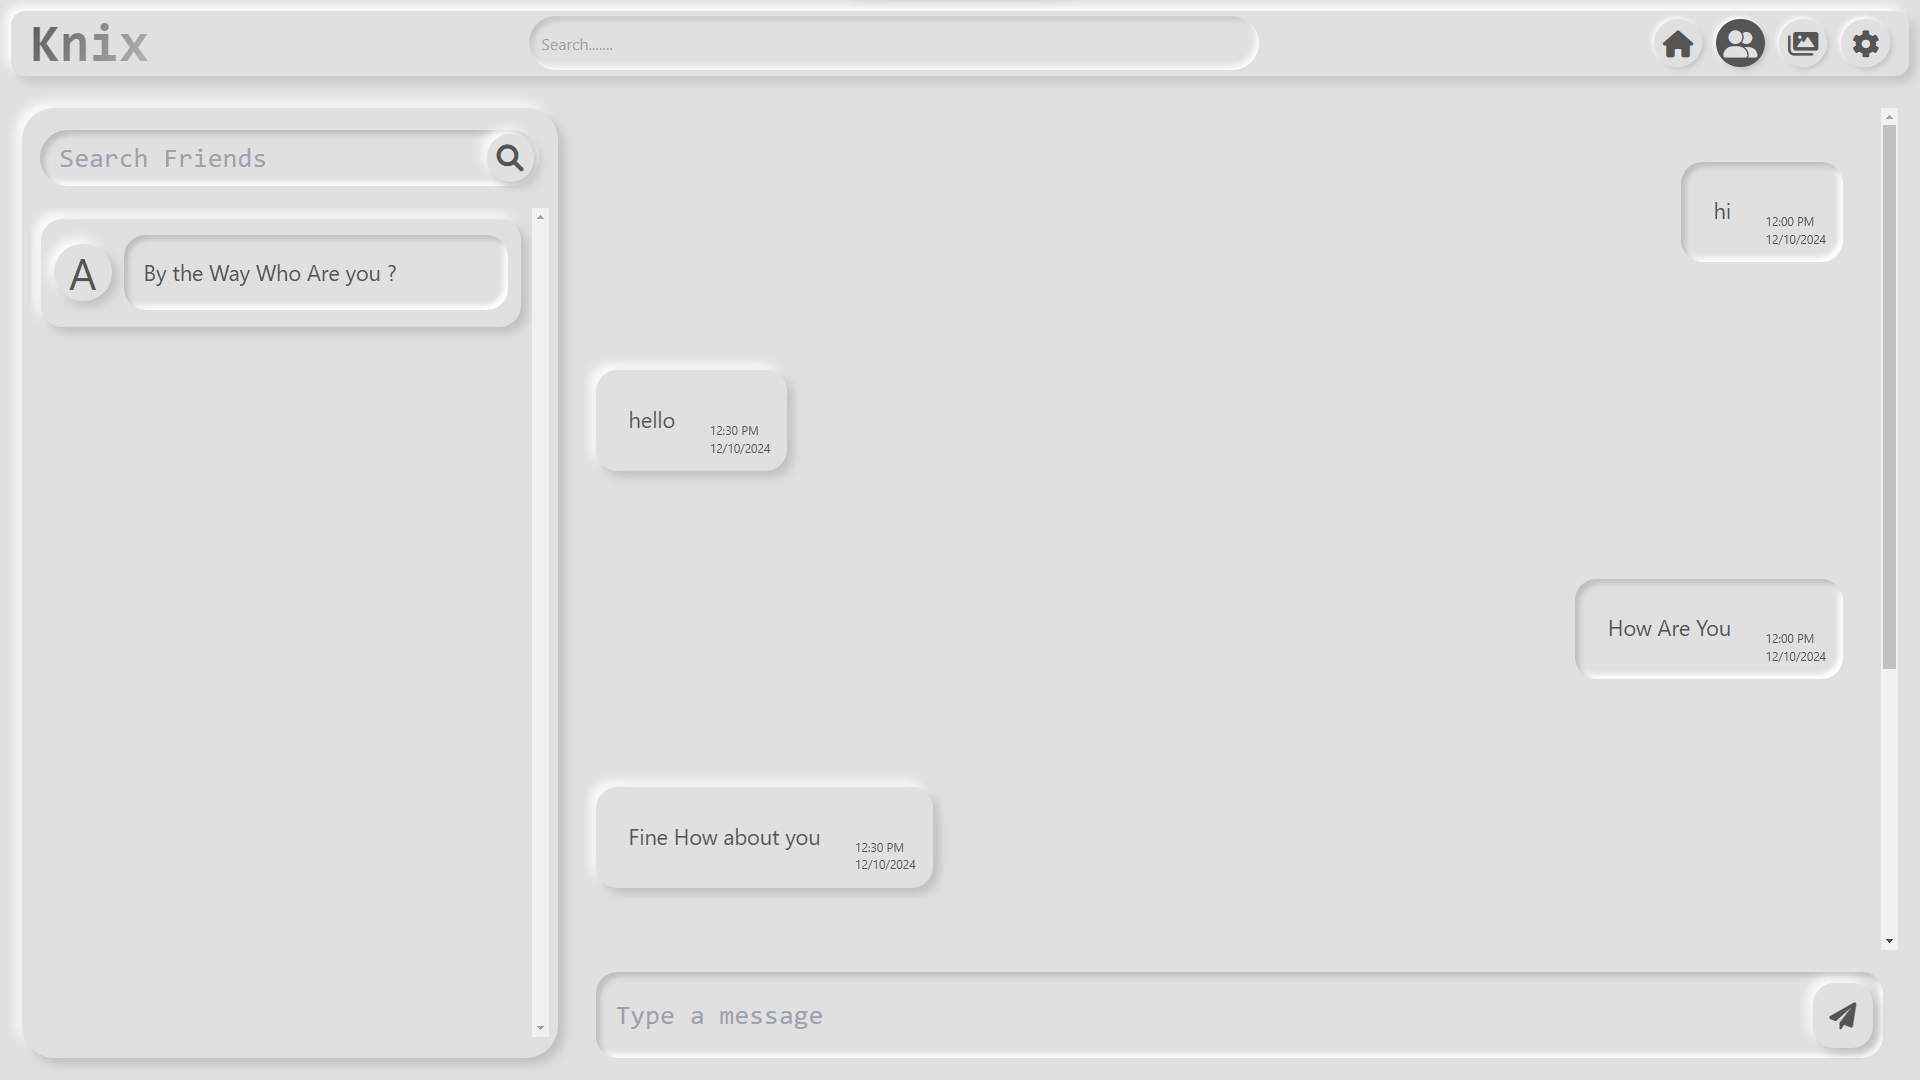 Knix
Search.......
Search Friends
A
By the Way Who Are you ?
hi
12:00 PM
12/10/2024
hello
12:30 PM
12/10/2024
How Are You
12:00 PM
12/10/2024
Fine How about you
12:30 PM
12/10/2024
Type a message